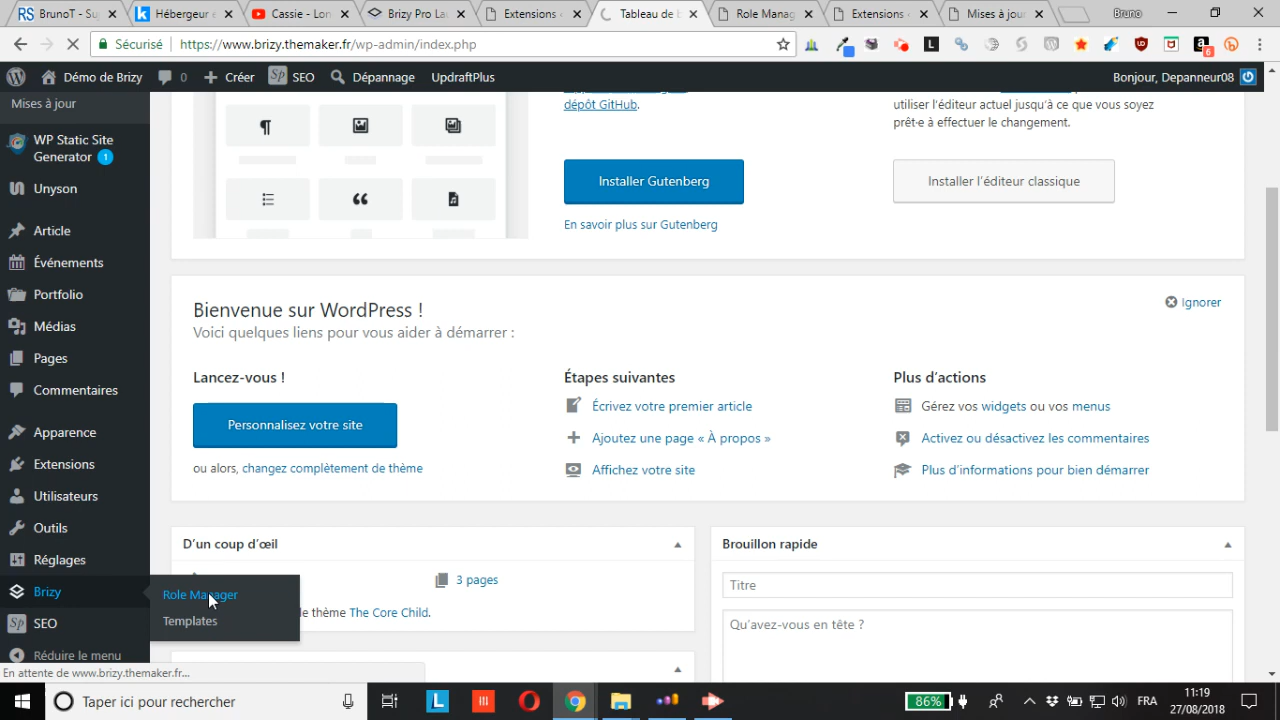 BrunoT - Su
Hébergeur e
Cassie - Lon
Brizy Pro La
Extensions
Tableau de b
Role Manag
Extensions
Mises à jour
Bruno
Sécurisé
https://www.brizy.themaker.fr/wp-admin/index.php
6
Démo de Brizy
0
Créer
SEO
Dépannage
UpdraftPlus
Bonjour, Depanneur08
Mises à jour
WP Static Site
Generator 1
Unyson
Article
Événements
Portfolio
Médias
Pages
Commentaires
Apparence
Extensions
Utilisateurs
Outils
Réglages
Brizy
SEO
Réduire le menu
Role Manager
Templates
dépôt GitHub.
utiliser l'éditeur actuel jusqu'à ce que vous soyez
prêt·e à effectuer le changement.
Installer Gutenberg
Installer l'éditeur classique
En savoir plus sur Gutenberg
Bienvenue sur WordPress !
Ignorer
Voici quelques liens pour vous aider à démarrer :
Lancez-vous !
Personnalisez votre site
ou alors, changez complètement de thème
Étapes suivantes
Écrivez votre premier article
Ajoutez une page « À propos »
Affichez votre site
Plus d'actions
Gérez vos widgets ou vos menus
Activez ou désactivez les commentaires
Plus d'informations pour bien démarrer
D'un coup d'œil
3 pages
le thème The Core Child.
Brouillon rapide
Titre
Qu'avez-vous en tête ?
En attente de www.brizy.themaker.fr...
Taper ici pour rechercher
86%
FRA
11:19
27/08/2018